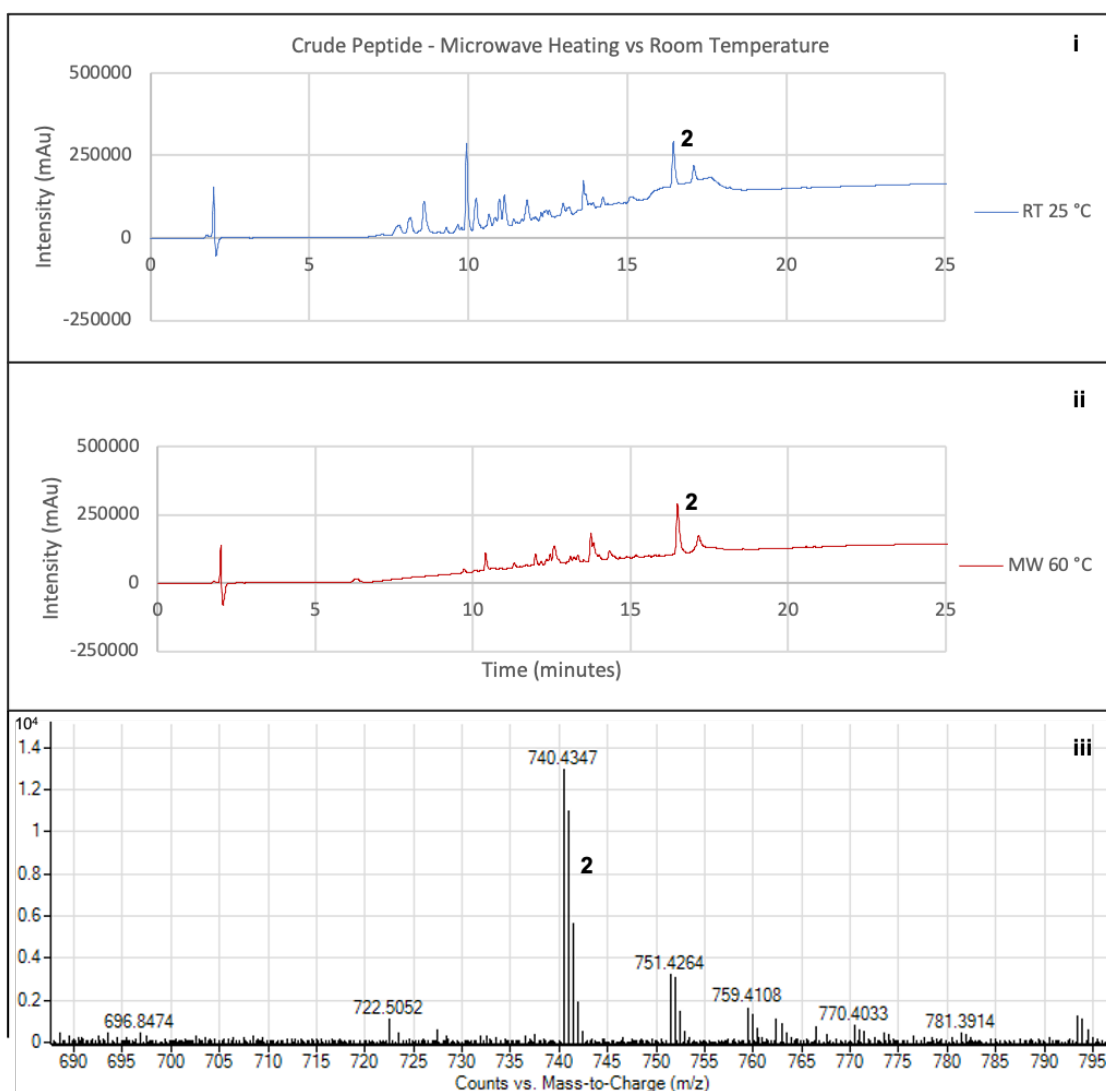 Crude Peptide - Microwave Heating vs Room Temperature
i
500000
250000
0
-250000
Intensity (mAu)
2
0 5 10 15 20 25
RT 25 °C
ii
500000
250000
0
-250000
Intensity (mAu)
2
0 5 10 15 20 25
MW 60 °C
Time (minutes)
iii
10⁴
1.4
1.2
1
0.8
0.6
0.4
0.2
0
740.4347
2
751.4264
759.4108
722.5052
770.4033
696.8474
781.3914
690 695 700 705 710 715 720 725 730 735 740 745 750 755 760 765 770 775 780 785 790 795
Counts vs. Mass-to-Charge (m/z)